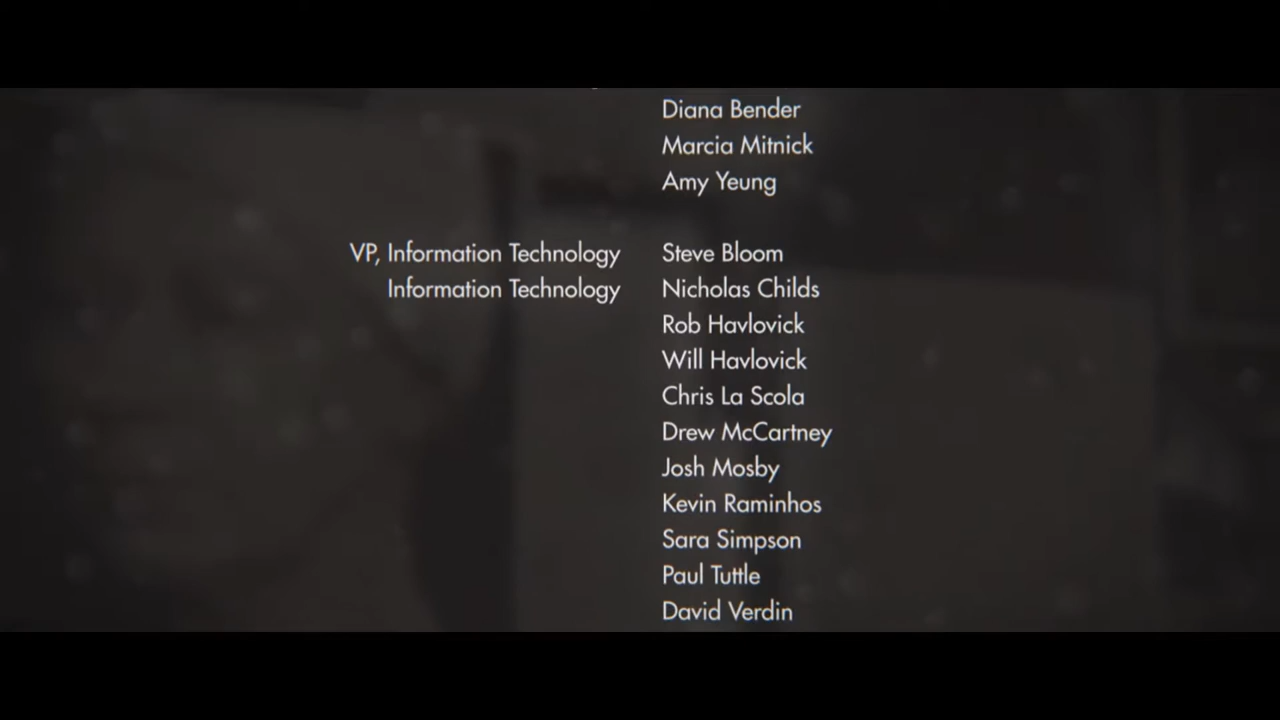 Diana Bender
Marcia Mitnick
Amy Yeung
VP, Information Technology Steve Bloom
Information Technology Nicholas Childs
Rob Havlovick
Will Havlovick
Chris La Scola
Drew McCartney
Josh Mosby
Kevin Raminhos
Sara Simpson
Paul Tuttle
David Verdin